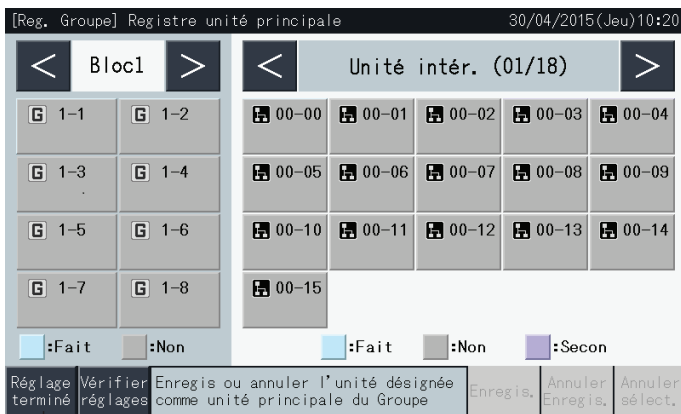 [Reg. Groupe] Registre unité principale 30/04/2015(Jeu)10:20
< Bloc1 > < Unité intér. (01/18) >
G 1-1 G 1-2 00-00 00-01 00-02 00-03 00-04
G 1-3 G 1-4 00-05 00-06 00-07 00-08 00-09
G 1-5 G 1-6 00-10 00-11 00-12 00-13 00-14
G 1-7 G 1-8 00-15
:Fait :Non :Fait :Non :Secon
Réglage terminé
Vérifier réglages
Enregis ou annuler l'unité désignée
comme unité principale du Groupe
Enregis.
Annuler Enregis.
Annuler sélect.